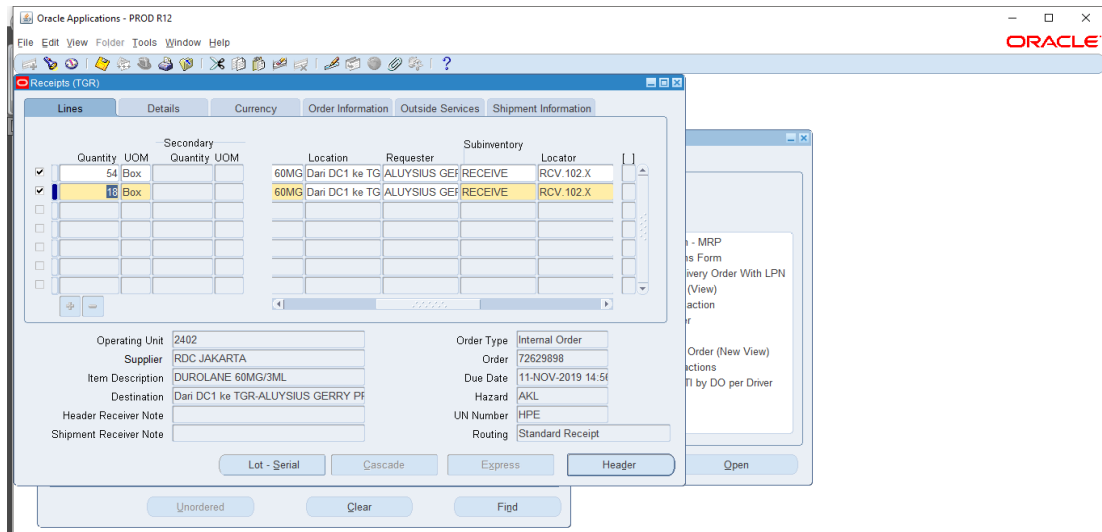 Oracle Applications - PROD R12
File Edit View Folder Tools Window Help
ORACLE
Receipts (TGR)
Lines Details Currency Order Information Outside Services Shipment Information
Secondary
Subinventory
Quantity UOM Quantity UOM Location Requester Locator [ ]
54 Box 60MG Dari DC1 ke TG ALUYSIUS GEF RECEIVE RCV.102.X
18 Box 60MG Dari DC1 ke TG ALUYSIUS GEF RECEIVE RCV.102.X
Operating Unit 2402 Order Type Internal Order
Supplier RDC JAKARTA Order 72629898
Item Description DUROLANE 60MG/3ML Due Date 11-NOV-2019 14:5
Destination Dari DC1 ke TGR-ALUYSIUS GERRY PF Hazard AKL
Header Receiver Note UN Number HPE
Shipment Receiver Note Routing Standard Receipt
Lot - Serial Cascade Express Header
Unordered Clear Find
- MRP
Form
ivery Order With LPN
(View)
action
er
Order (New View)
actions
TI by DO per Driver
Open